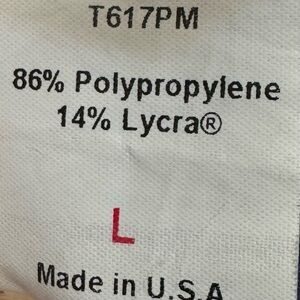 T617PM
86% Polypropylene
14% Lycra®
L
Made in U.S.A